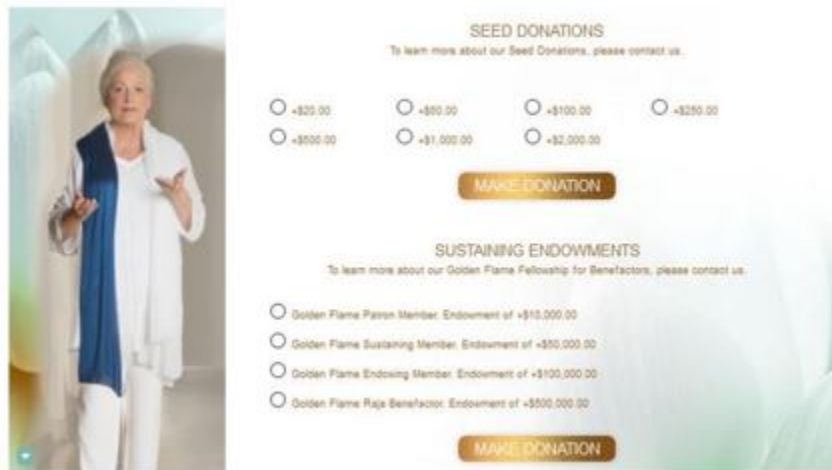 SEED DONATIONS
To learn more about our Seed Donations, please contact us.
+$20.00 +$50.00 +$100.00 +$250.00
+$500.00 +$1,000.00 +$2,000.00
MAKE DONATION
SUSTAINING ENDOWMENTS
To learn more about our Golden Flame Fellowship for Benefactors, please contact us.
Golden Flame Patron Member. Endowment of +$10,000.00
Golden Flame Sustaining Member. Endowment of +$50,000.00
Golden Flame Endowing Member. Endowment of +$100,000.00
Golden Flame Raja Benefactor. Endowment of +$500,000.00
MAKE DONATION